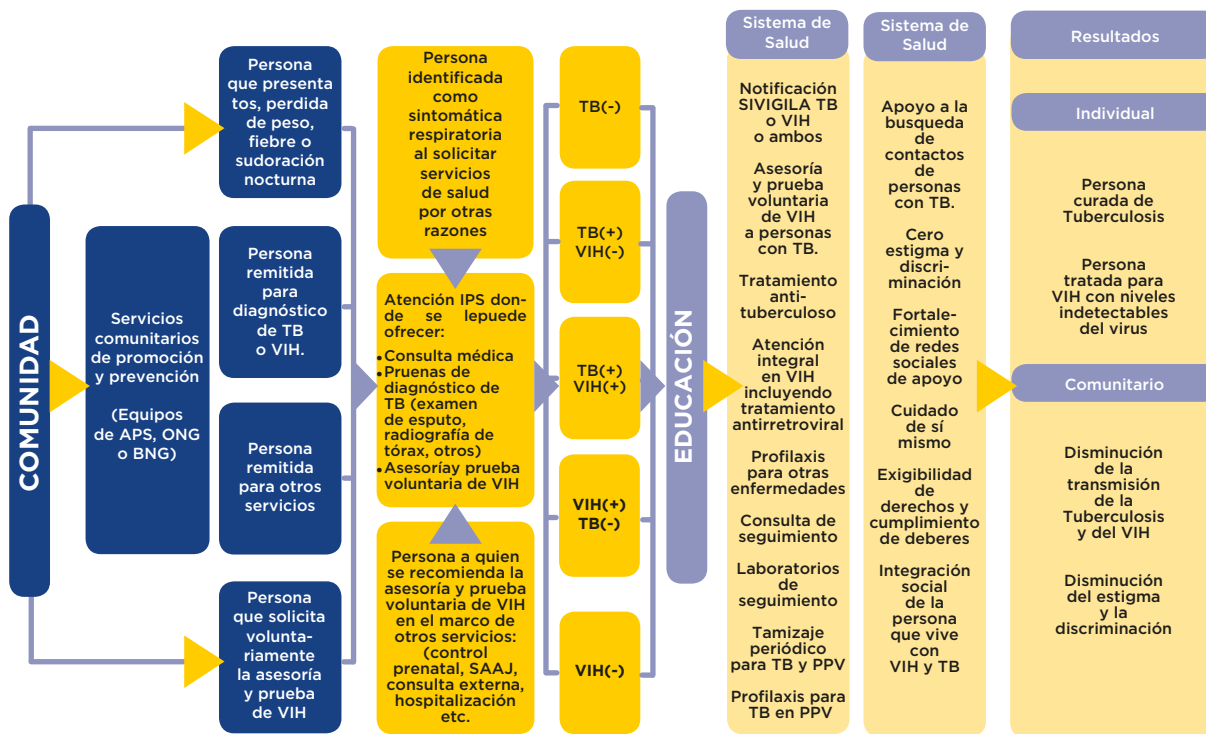 COMUNIDAD
Servicios
comunitarios
de promoción
y prevención
(Equipos
de APS, ONG
o BNG)
Persona
que presenta
tos, perdida
de peso,
fiebre o
sudoración
nocturna
Persona
remitida
para
diagnóstico
de TB
o VIH.
Persona
remitida
para otros
servicios
Persona
que solicita
volunta-
riamente
la asesoría
y prueba
de VIH
Persona
identificada
como
sintomática
respiratoria
al solicitar
servicios
de salud
por otras
razones
Atención IPS don-
de se lepuede
ofrecer:
•Consulta médica
•Pruenas de
diagnóstico de
TB (examen
de esputo,
radiografía de
tórax, otros)
•Asesoríay prueba
voluntaria de VIH
Persona a quien
se recomienda la
asesoría y prueba
voluntaria de VIH
en el marco de
otros servicios:
(control
prenatal, SAAJ,
consulta externa,
hospitalización
etc.
TB(-)
TB(+)
VIH(-)
TB(+)
VIH(+)
VIH(+)
TB(-)
VIH(-)
EDUCACIÓN
Sistema de
Salud
Notificación
SIVIGILA TB
o VIH
o ambos
Asesoría
y prueba
voluntaria
de VIH
a personas
con TB.
Tratamiento
anti-
tuberculoso
Atención
integral
en VIH
incluyendo
tratamiento
antirretroviral
Profilaxis
para otras
enfermedades
Consulta de
seguimiento
Laboratorios
de
seguimiento
Tamizaje
periódico
para TB y PPV
Profilaxis para
TB en PPV
Sistema de
Salud
Apoyo a la
busqueda
de
contactos
de
personas
con TB.
Cero
estigma y
discri-
minación
Fortale-
cimiento
de redes
sociales
de apoyo
Cuidado
de sí
mismo
Exigibilidad
de
derechos y
cumplimiento
de deberes
Integración
social
de la
persona
que vive
con
VIH y TB
Resultados
Individual
Persona
curada de
Tuberculosis
Persona
tratada para
VIH con niveles
indetectables
del virus
Comunitario
Disminución
de la
transmisión
de la
Tuberculosis
y del VIH
Disminución
del estigma
y la
discriminación